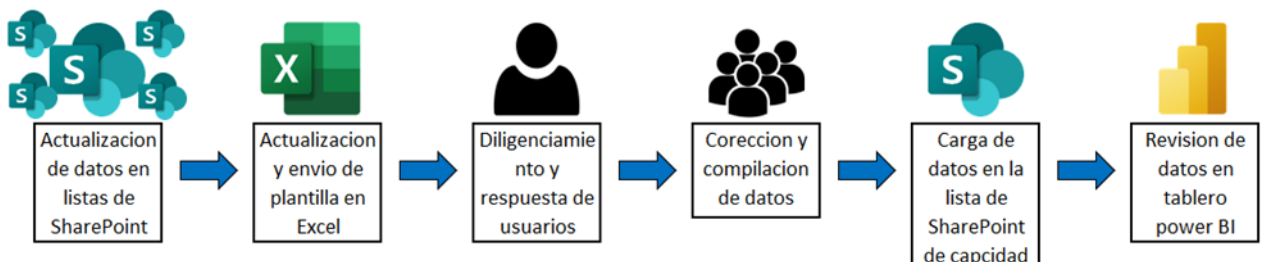 S
S
S
S
S
Actualizacion
de datos en
listas de
SharePoint
X
Actualizacion
y envio de
plantilla en
Excel
Diligenciamie
nto y
respuesta de
usuarios
Coreccion y
compilacion
de datos
S
Carga de
datos en la
lista de
SharePoint
de capcidad
Revision de
datos en
tablero
power BI